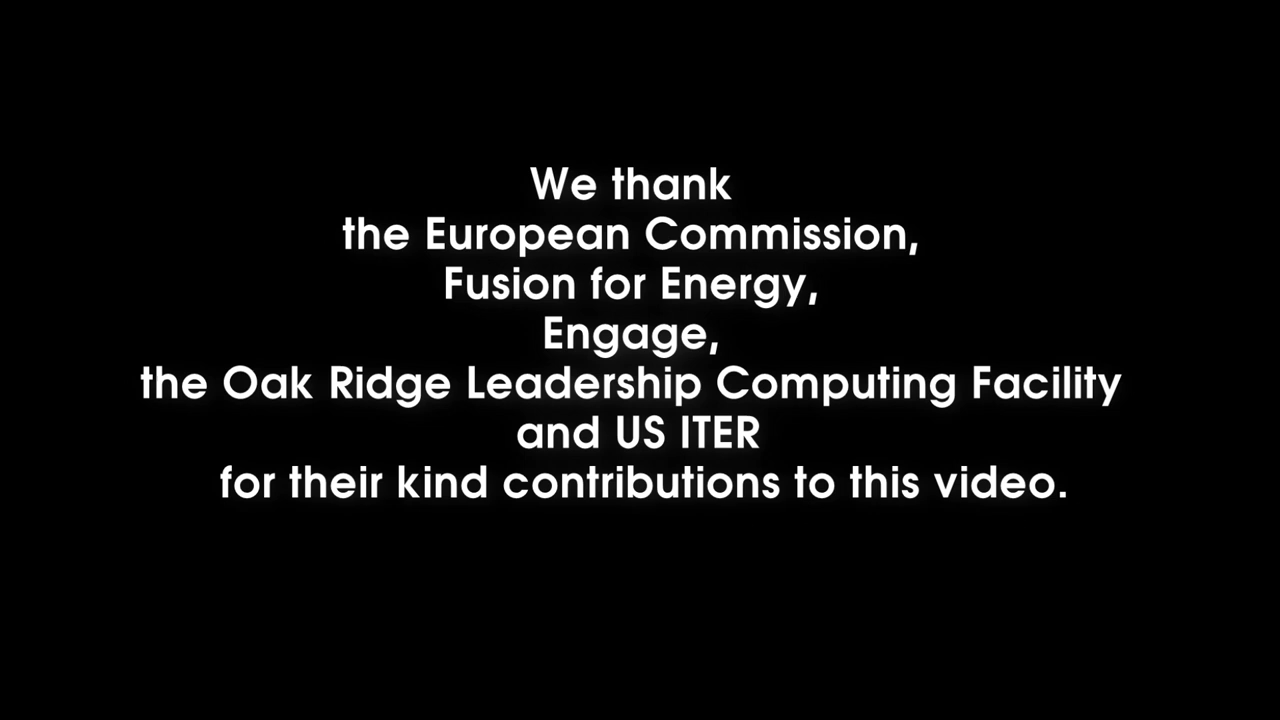 We thank
the European Commission,
Fusion for Energy,
Engage,
the Oak Ridge Leadership Computing Facility
and US ITER
for their kind contributions to this video.